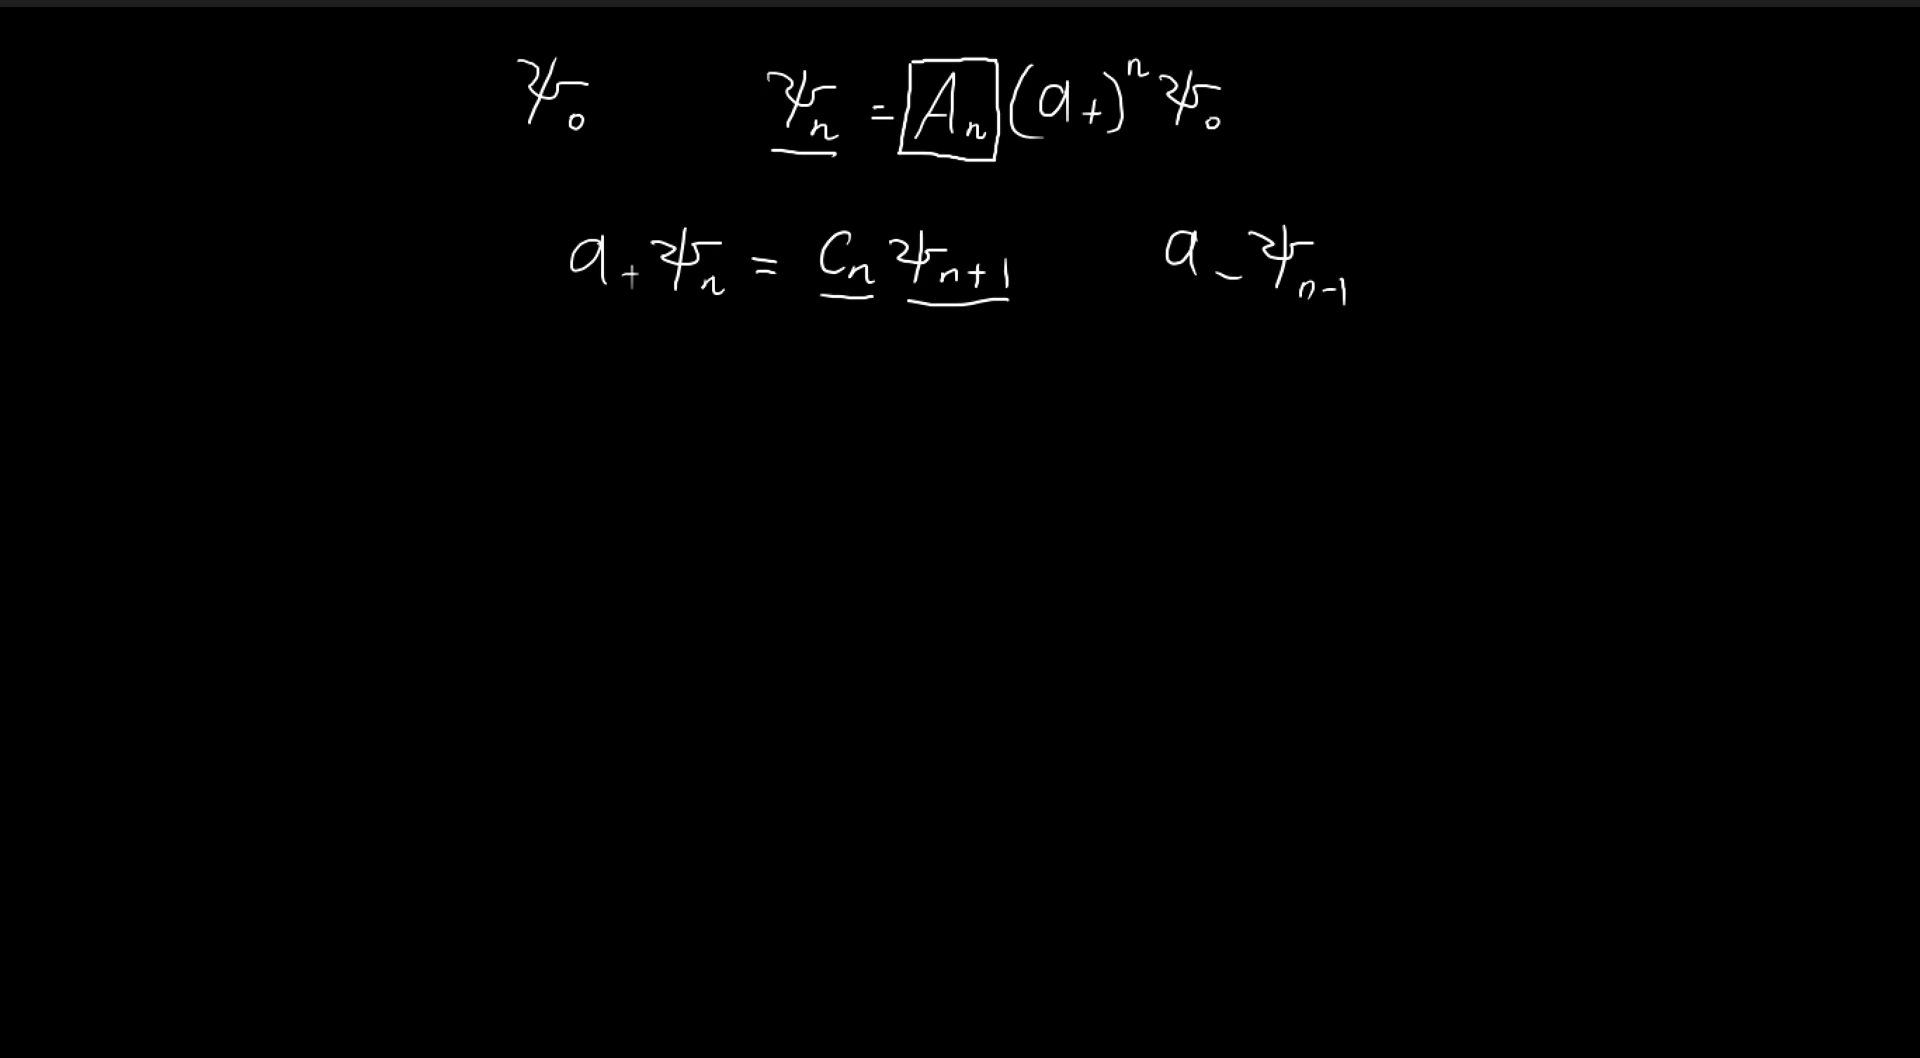 ψ₀ ψₙ = Aₙ (a₊)ⁿ ψ₀
a₊ ψₙ = cₙ ψₙ₊₁ a₋ ψₙ₋₁